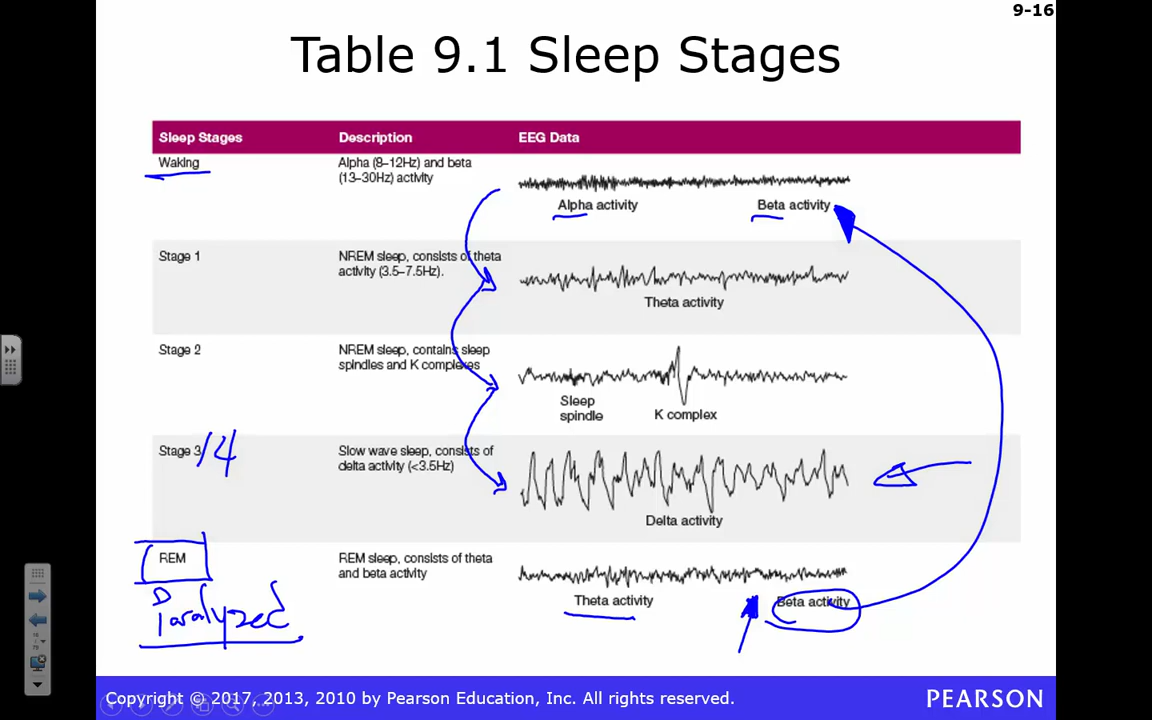 9-16
Table 9.1 Sleep Stages
Sleep Stages Description EEG Data
Waking Alpha (8–12Hz) and beta
(13–30Hz) activity
Alpha activity Beta activity
Stage 1 NREM sleep, consists of theta
activity (3.5–7.5Hz).
Theta activity
Stage 2 NREM sleep, contains sleep
spindles and K complexes
Sleep
spindle
K complex
Stage 3/4 Slow wave sleep, consists of
delta activity (<3.5Hz)
Delta activity
REM REM sleep, consists of theta
and beta activity
Theta activity Beta activity
Paralyzed
Copyright © 2017, 2013, 2010 by Pearson Education, Inc. All rights reserved. PEARSON